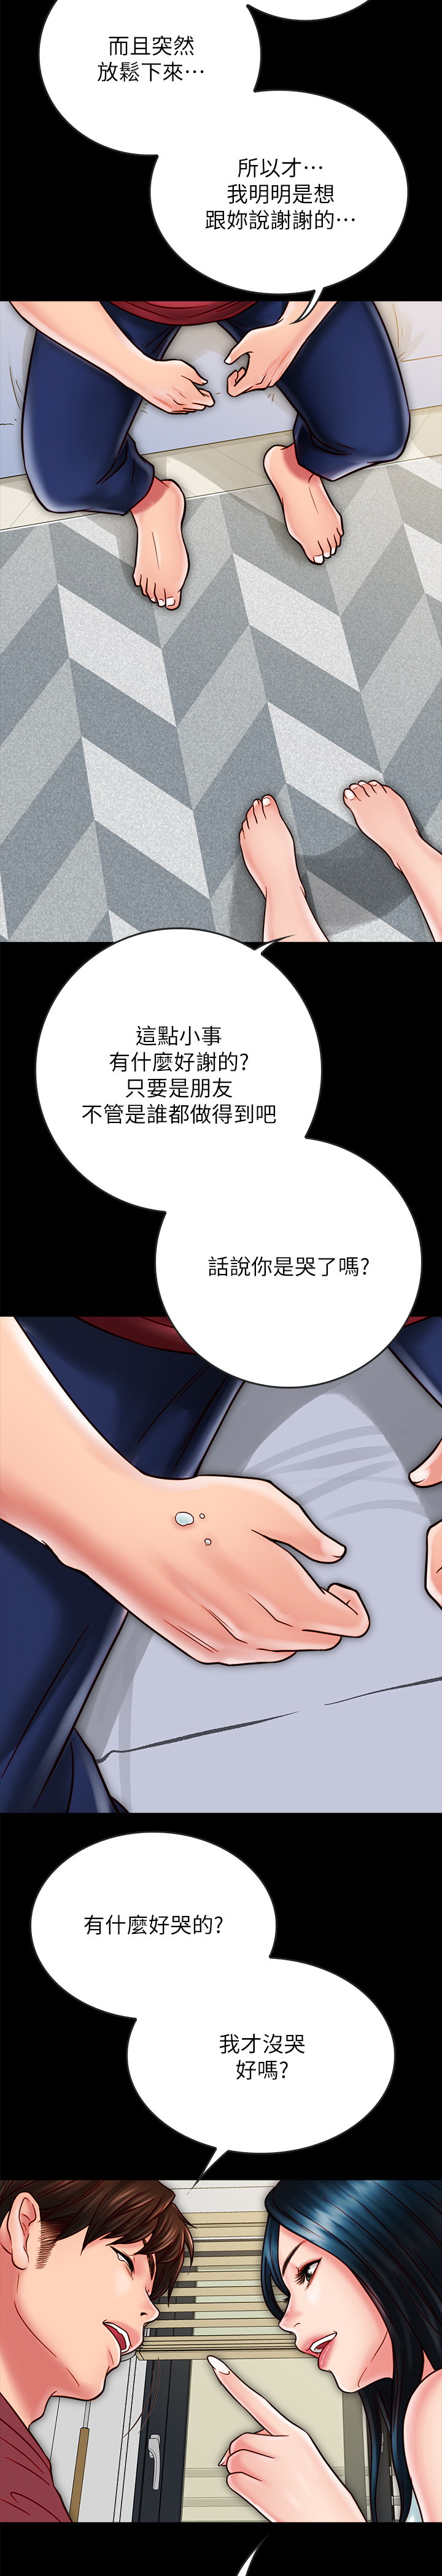 而且突然
放鬆下來…
所以才…
我明明是想
跟妳說謝謝的…
這點小事
有什麼好謝的?
只要是朋友
不管是誰都做得到吧
話說你是哭了嗎?
有什麼好哭的?
我才沒哭
好嗎?